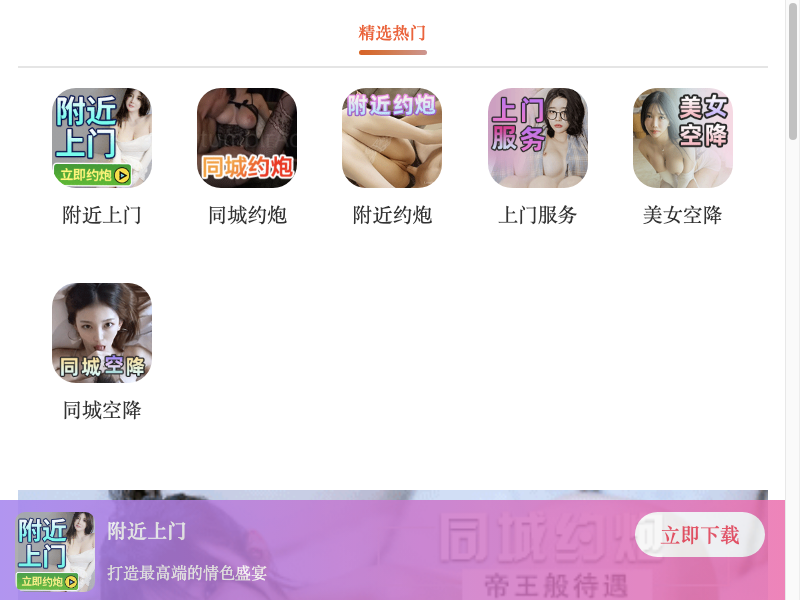 精选热门
附近
上门
立即约炮
同城约炮
附近约炮
上门
服务
美女
空降
附近上门
同城约炮
附近约炮
上门服务
美女空降
同城空降
同城空降
附近
上门
立即约炮
附近上门
打造最高端的情色盛宴
同城约炮
帝王般待遇
立即下载